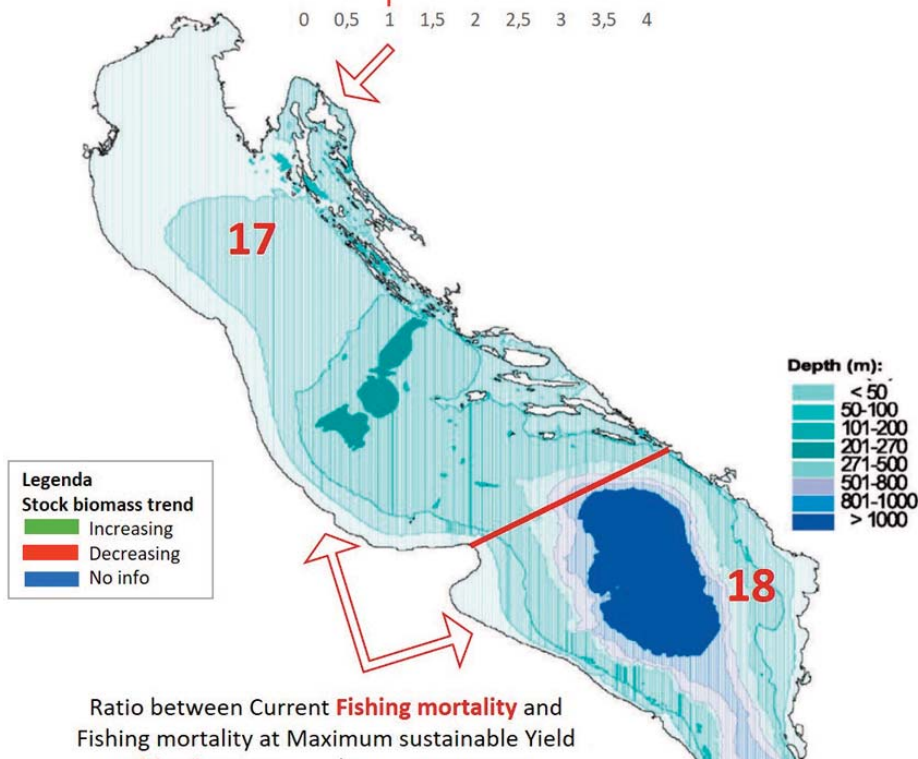 0 0,5 1 1,5 2 2,5 3 3,5 4
17
Depth (m):
< 50
50-100
101-200
201-270
271-500
501-800
801-1000
> 1000
Legenda
Stock biomass trend
Increasing
Decreasing
No info
18
Ratio between Current Fishing mortality and
Fishing mortality at Maximum sustainable Yield